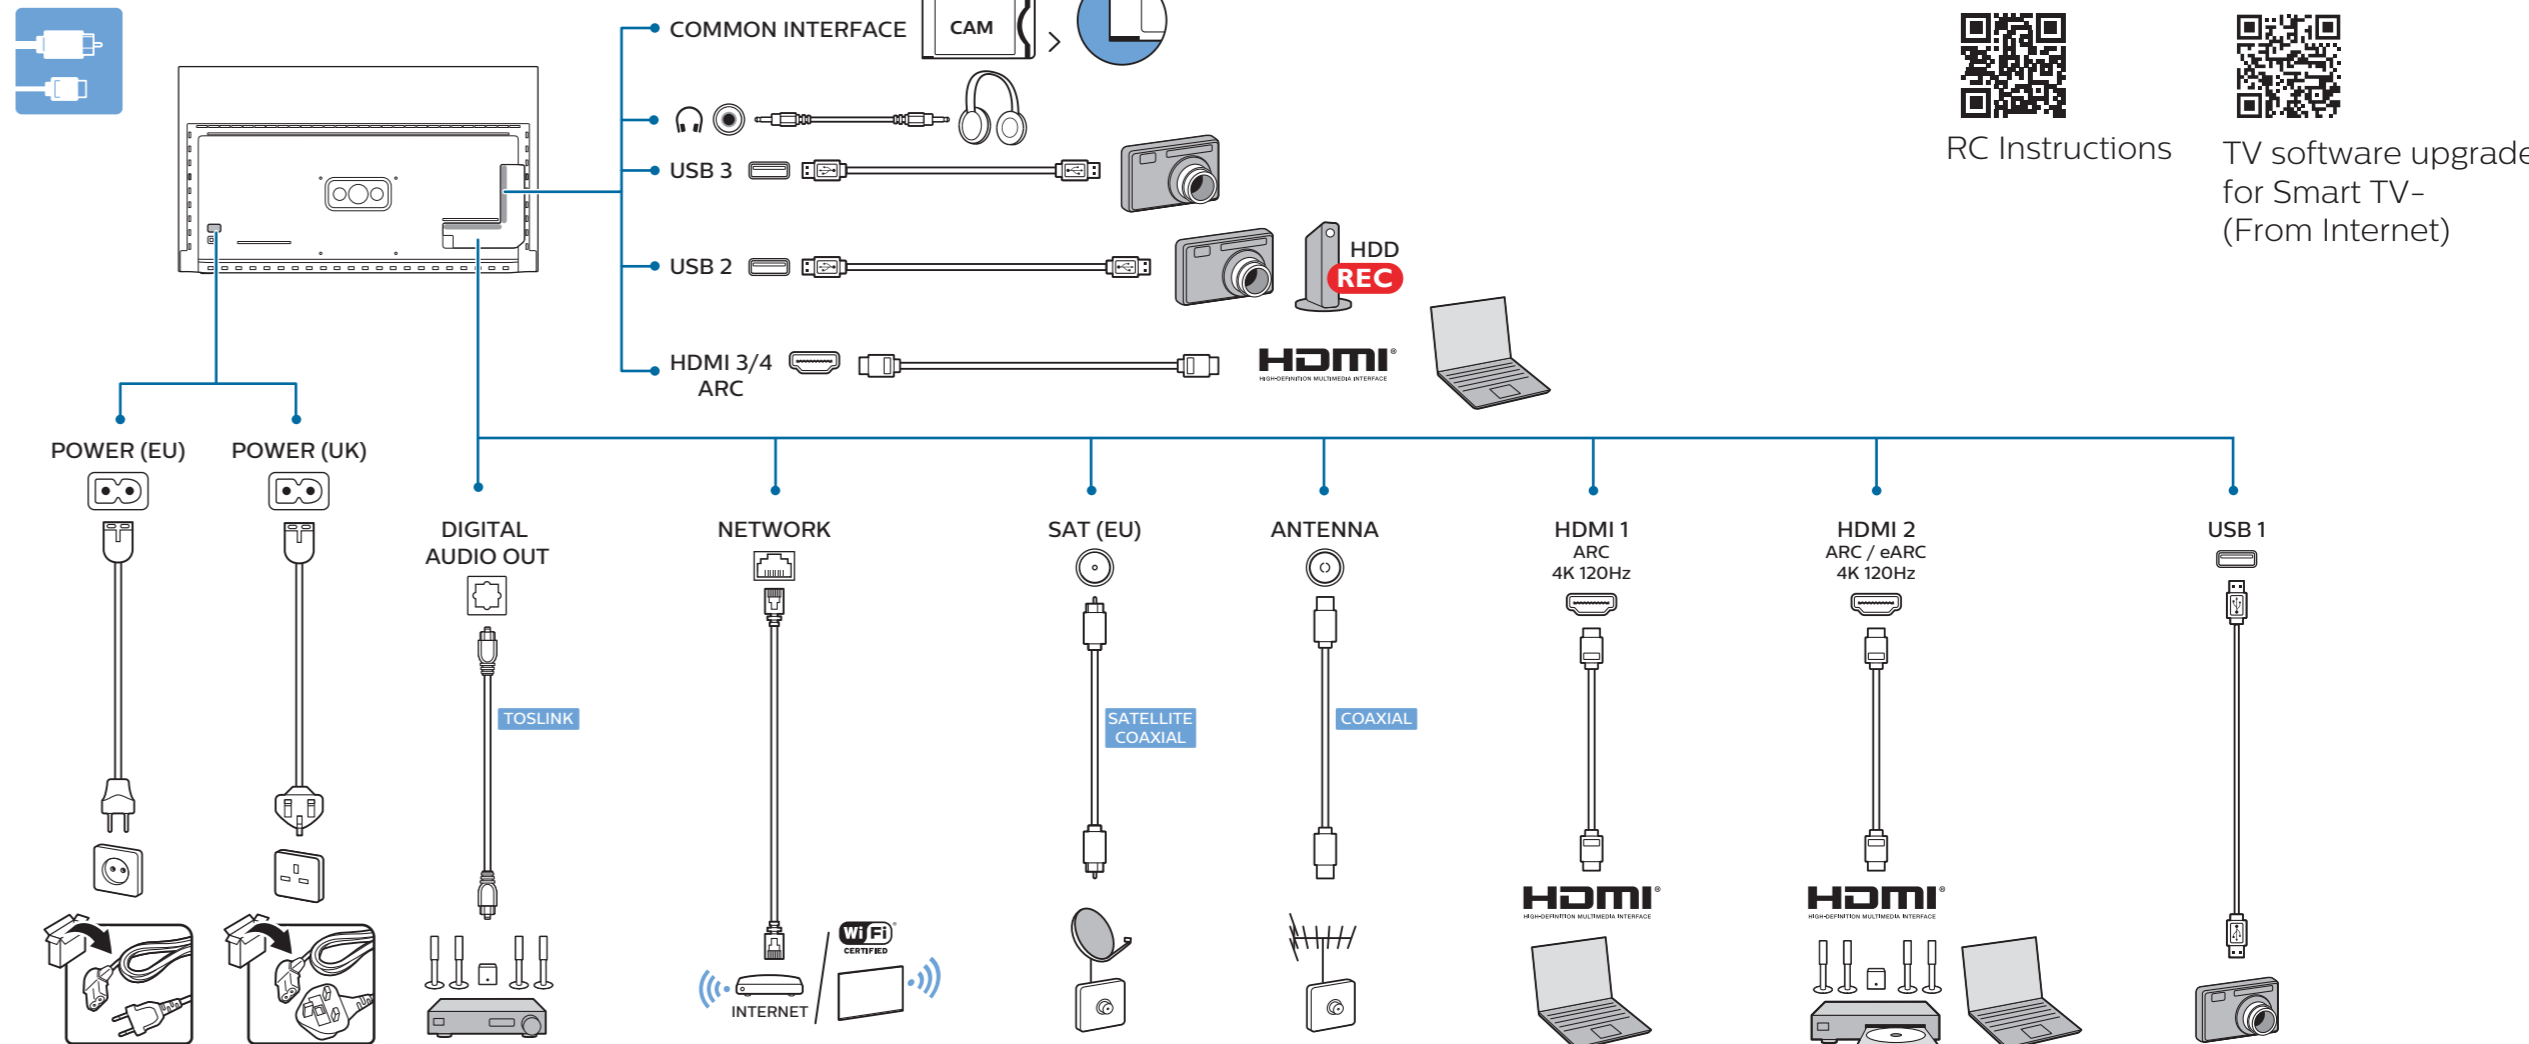 COMMON INTERFACE
CAM
USB 3
USB 2
HDD
REC
HDMI 3/4
ARC
HDMI®
HIGH-DEFINITION MULTIMEDIA INTERFACE
RC Instructions
TV software upgrade
for Smart TV-
(From Internet)
POWER (EU)
POWER (UK)
DIGITAL
AUDIO OUT
TOSLINK
NETWORK
INTERNET
Wi Fi
CERTIFIED
SAT (EU)
SATELLITE
COAXIAL
ANTENNA
COAXIAL
HDMI 1
ARC
4K 120Hz
HDMI®
HIGH-DEFINITION MULTIMEDIA INTERFACE
HDMI 2
ARC / eARC
4K 120Hz
HDMI®
HIGH-DEFINITION MULTIMEDIA INTERFACE
USB 1